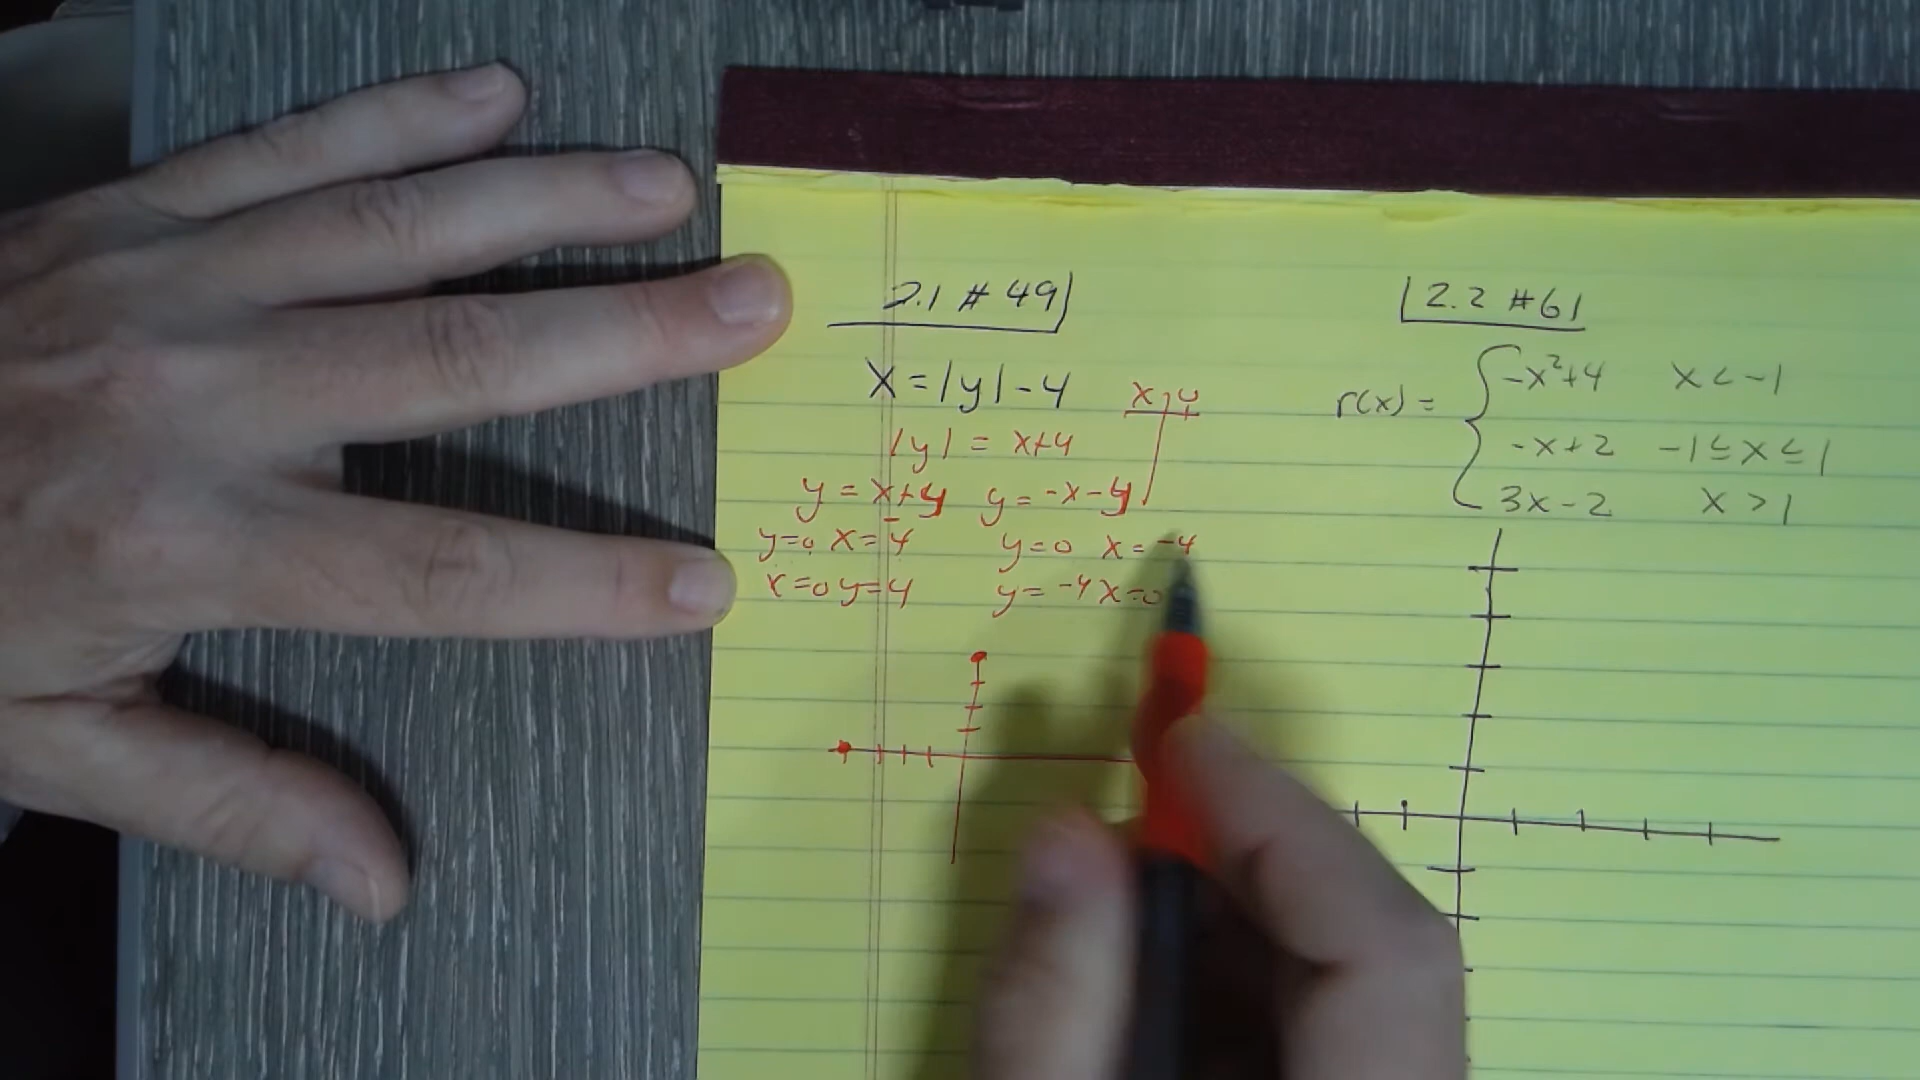 2.1 # 49
x = |y| - 4
x, y
|y| = x+4
y = x+4 y = -x-4
y=0 x=-4 y=0 x=-4
x=0 y=4 y=-4 x=0
2.2 #61
r(x) = { -x²+4 x < -1
-x+2 -1 ≤ x ≤ 1
3x-2 x > 1